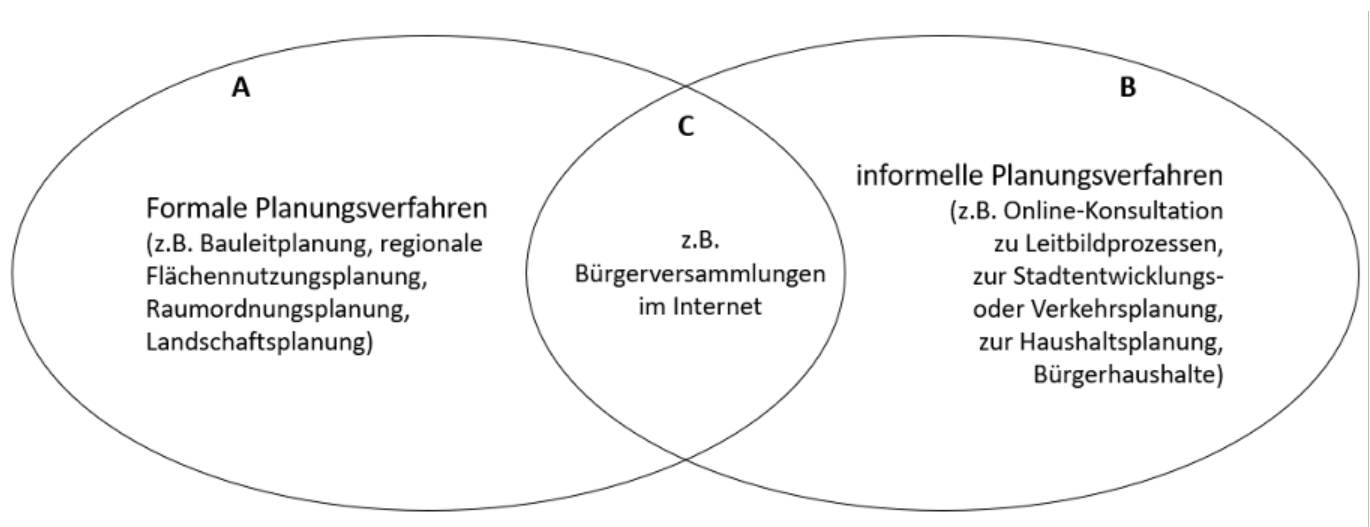 A
Formale Planungsverfahren
(z.B. Bauleitplanung, regionale
Flächennutzungsplanung,
Raumordnungsplanung,
Landschaftsplanung)
C
z.B.
Bürgerversammlungen
im Internet
B
informelle Planungsverfahren
(z.B. Online-Konsultation
zu Leitbildprozessen,
zur Stadtentwicklungs-
oder Verkehrsplanung,
zur Haushaltsplanung,
Bürgerhaushalte)